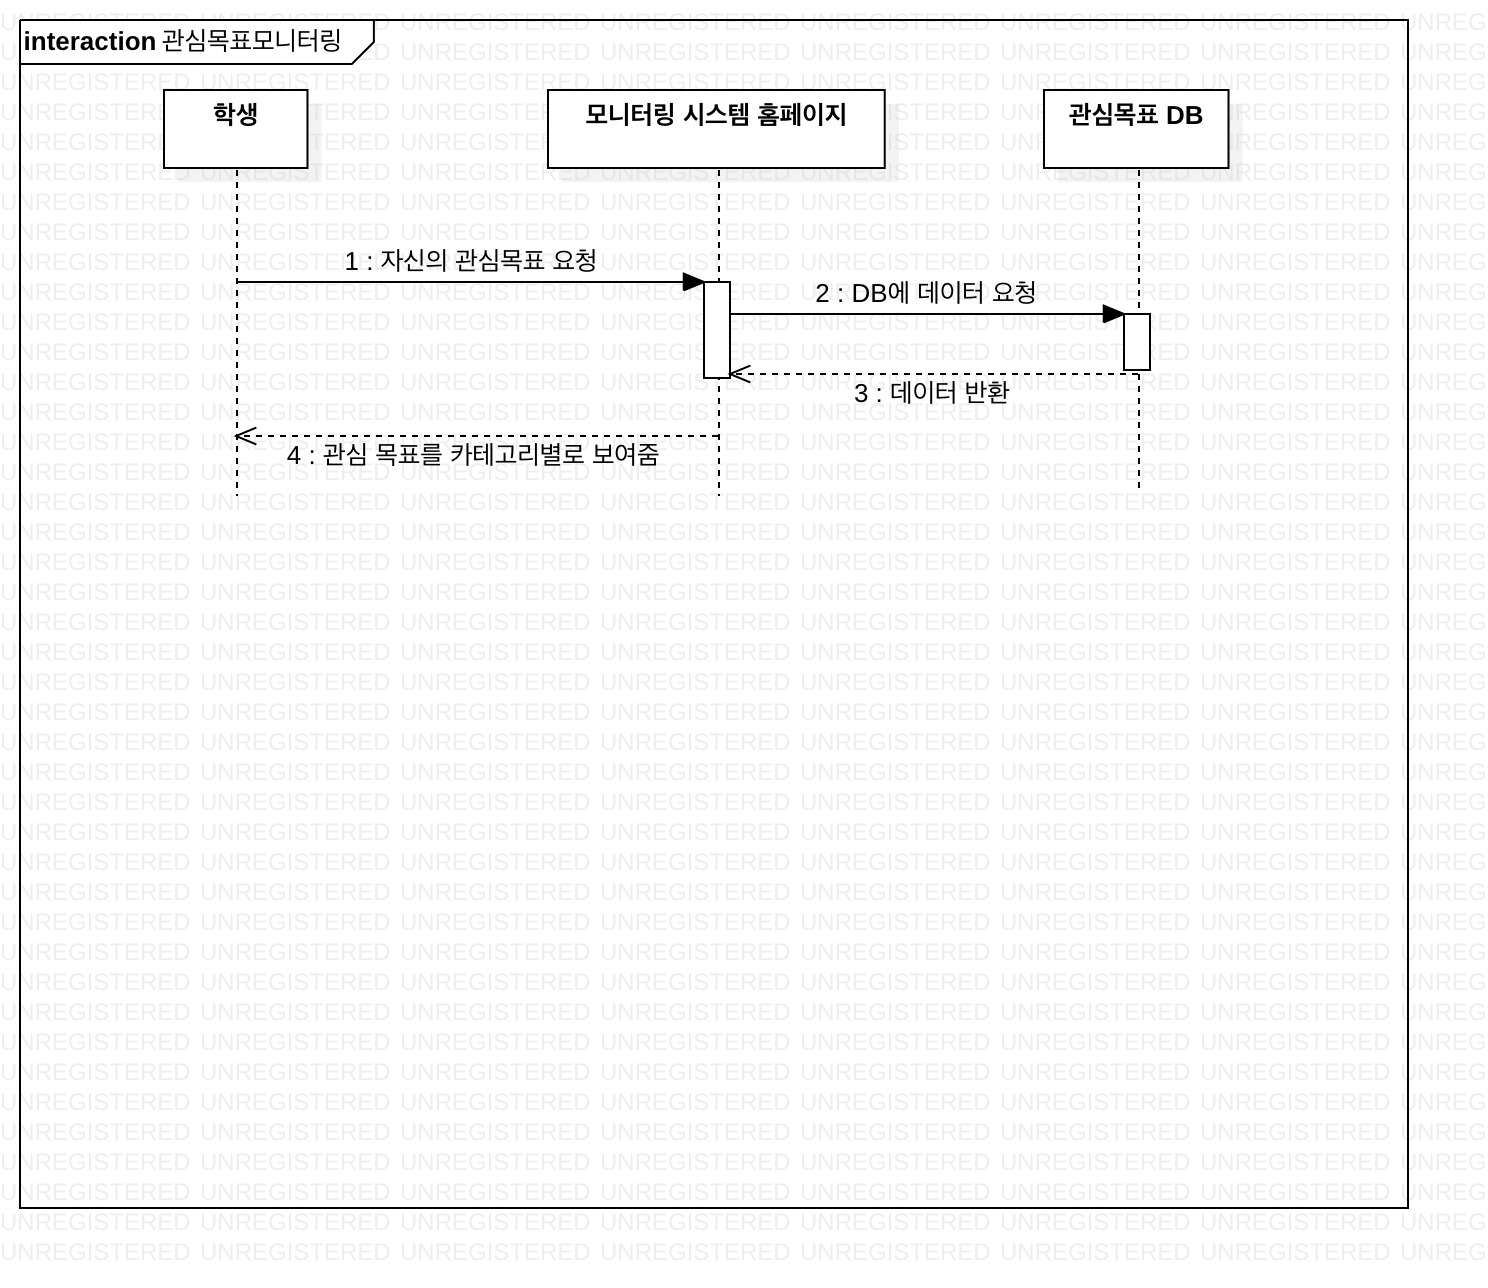 interaction 관심목표모니터링
학생
모니터링 시스템 홈페이지
관심목표 DB
1 : 자신의 관심목표 요청
2 : DB에 데이터 요청
3 : 데이터 반환
4 : 관심 목표를 카테고리별로 보여줌
UNREGISTERED